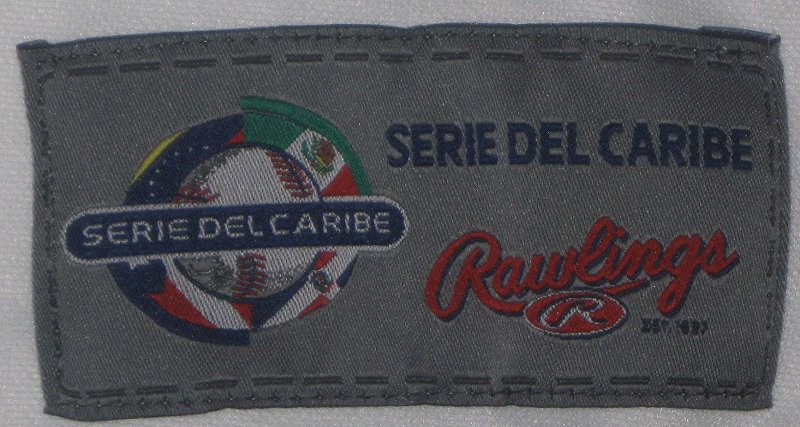 SERIE DEL CARIBE
SERIE DEL CARIBE
Rawlings
R
EST. 1887